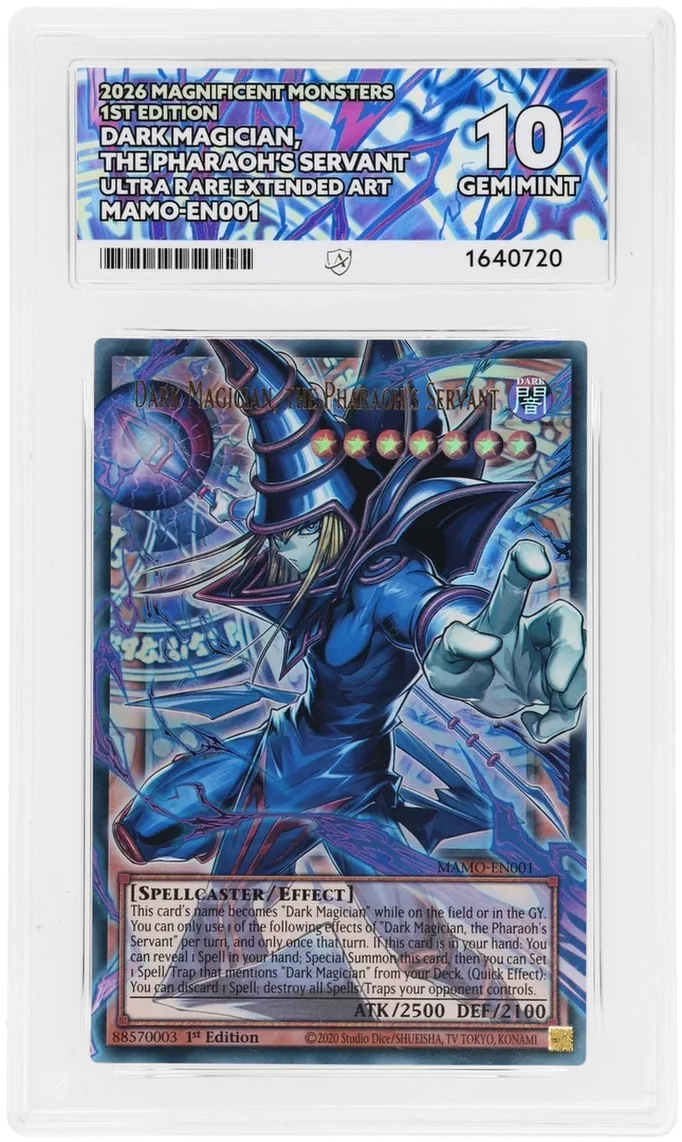 2026 MAGNIFICENT MONSTERS
1ST EDITION
DARK MAGICIAN,
THE PHARAOH'S SERVANT
ULTRA RARE EXTENDED ART
MAMO-EN001
10
GEM MINT
1640720
Dark Magician, the Pharaoh's Servant
DARK
闇
MAMO-EN001
[SPELLCASTER/EFFECT]
This card's name becomes "Dark Magician" while on the field or in the GY.
You can only use 1 of the following effects of "Dark Magician, the Pharaoh's
Servant" per turn, and only once that turn. If this card is in your hand: You
can reveal 1 Spell in your hand; Special Summon this card, then you can Set
1 Spell/Trap that mentions "Dark Magician" from your Deck. (Quick Effect):
You can discard 1 Spell; destroy all Spells/Traps your opponent controls.
ATK/2500 DEF/2100
88570003 1st Edition ©2020 Studio Dice/SHUEISHA, TV TOKYO, KONAMI